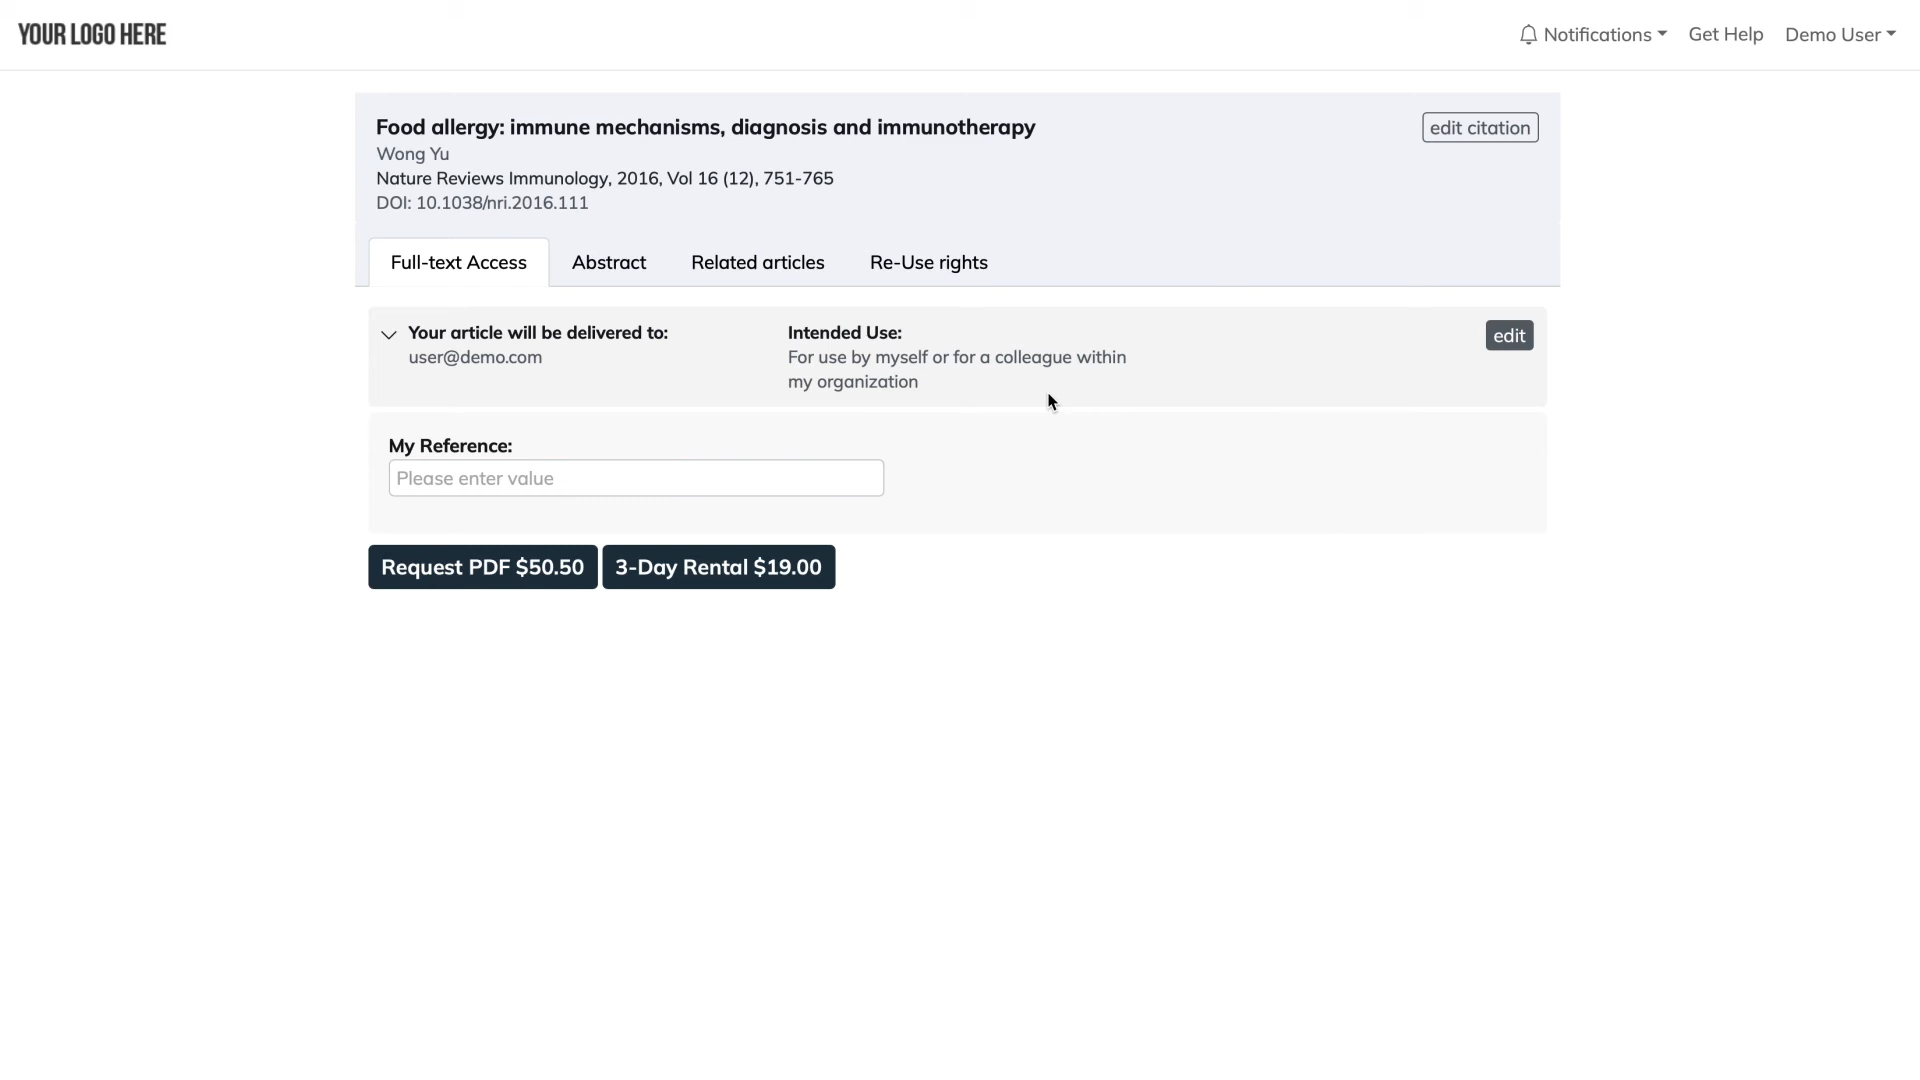 YOUR LOGO HERE
Notifications
Get Help
Demo User
Food allergy: immune mechanisms, diagnosis and immunotherapy
edit citation
Wong Yu
Nature Reviews Immunology, 2016, Vol 16 (12), 751-765
DOI: 10.1038/nri.2016.111
Full-text Access
Abstract
Related articles
Re-Use rights
Your article will be delivered to:
user@demo.com
Intended Use:
For use by myself or for a colleague within
my organization
edit
My Reference:
Please enter value
Request PDF $50.50
3-Day Rental $19.00